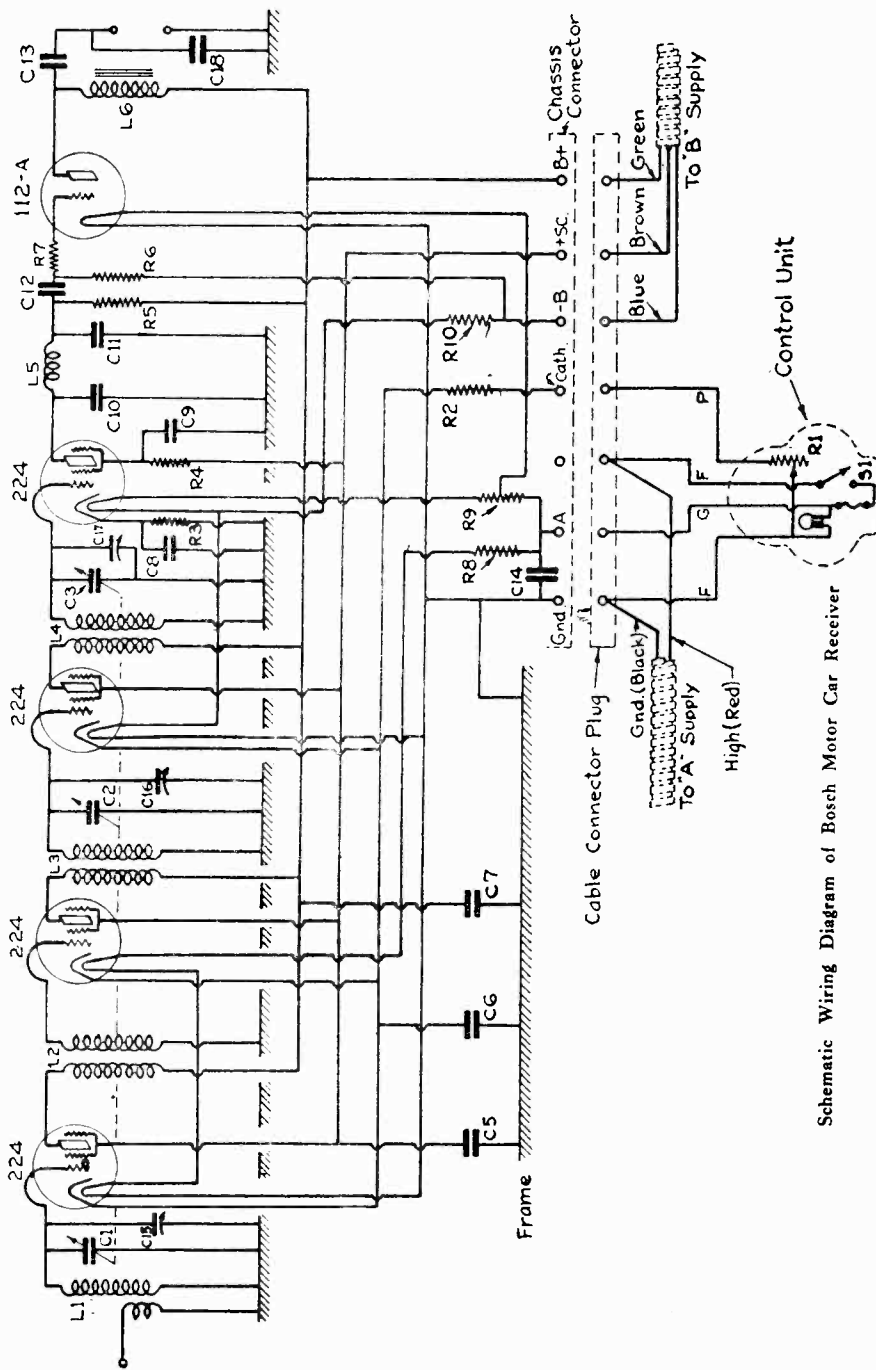 224
224
224
224
112-A
L1
C1
C15
L2
L3
C2
C16
L4
C3
C17
C8
R3
R4
C9
C10
L5
C11
R5
C12
R6
R7
L6
C13
C18
C5
C6
C7
Frame
R8
R9
C14
R2
R10
Gnd
A
Cath.
-B
+SC.
B+
Chassis
Connector
Cable Connector Plug
Gnd.(Black)
To "A" Supply
High(Red)
Blue
Brown
Green
To "B" Supply
F
G
F
P
R1
S1
Control Unit
Schematic Wiring Diagram of Bosch Motor Car Receiver